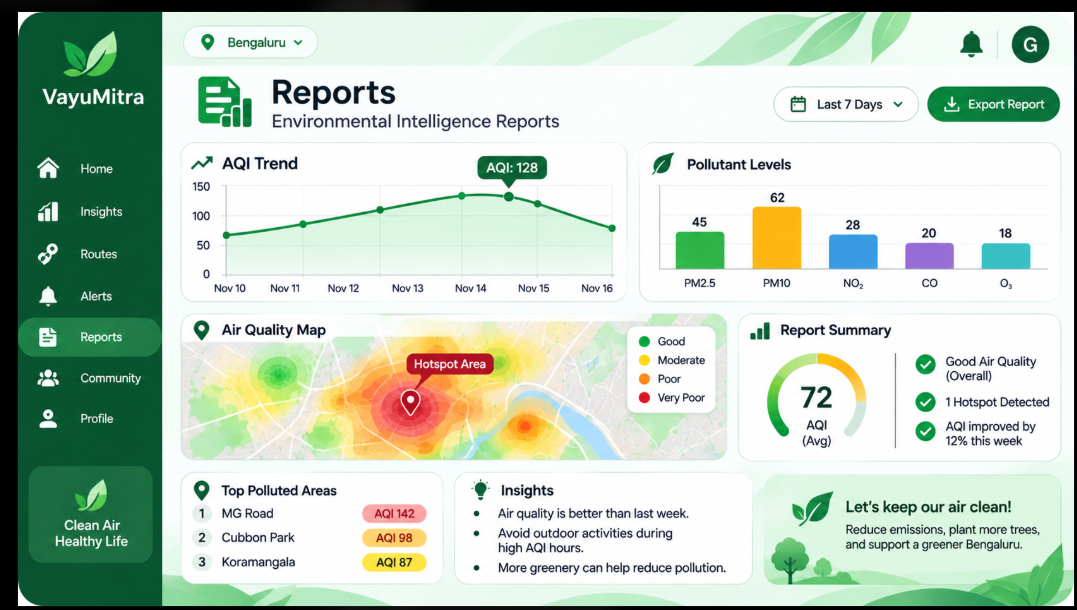 VayuMitra
Home
Insights
Routes
Alerts
Reports
Community
Profile
Clean Air
Healthy Life
Bengaluru
G
Reports
Environmental Intelligence Reports
Last 7 Days
Export Report
AQI Trend
AQI: 128
150
100
50
0
Nov 10 Nov 11 Nov 12 Nov 13 Nov 14 Nov 15 Nov 16
Pollutant Levels
45 62 28 20 18
PM2.5 PM10 NO₂ CO O₃
Air Quality Map
Hotspot Area
Good
Moderate
Poor
Very Poor
Report Summary
72
AQI
(Avg)
Good Air Quality
(Overall)
1 Hotspot Detected
AQI improved by
12% this week
Top Polluted Areas
1 MG Road AQI 142
2 Cubbon Park AQI 98
3 Koramangala AQI 87
Insights
• Air quality is better than last week.
• Avoid outdoor activities during
high AQI hours.
• More greenery can help reduce pollution.
Let's keep our air clean!
Reduce emissions, plant more trees,
and support a greener Bengaluru.